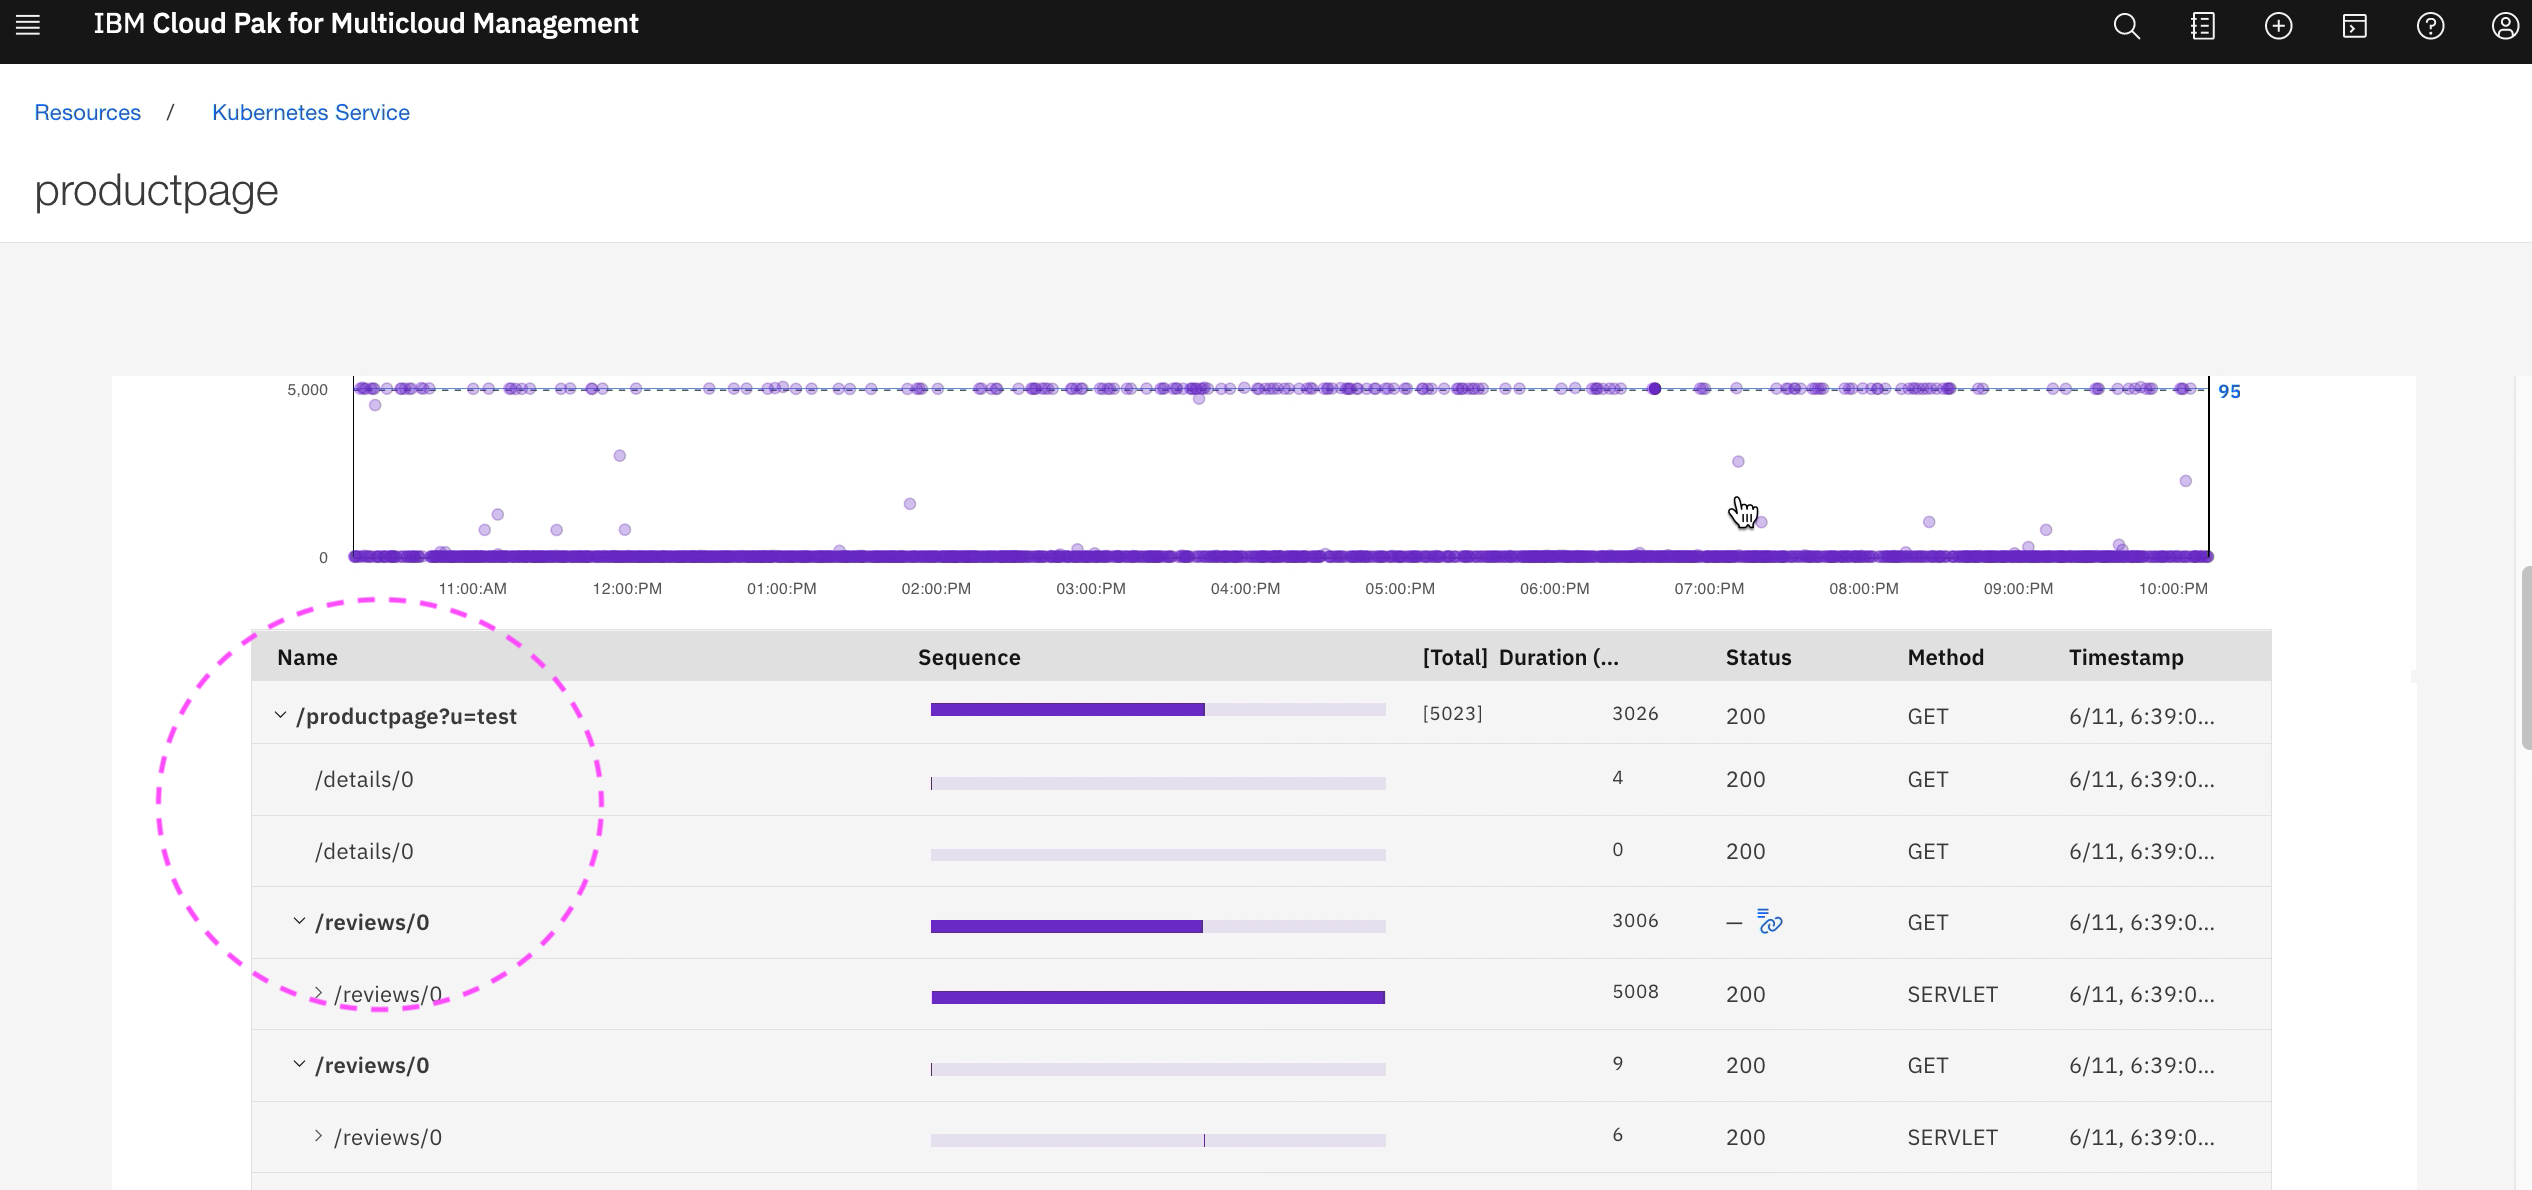 IBM Cloud Pak for Multicloud Management
Resources / Kubernetes Service
productpage
5,000
95
0
11:00:AM 12:00:PM 01:00:PM 02:00:PM 03:00:PM 04:00:PM 05:00:PM 06:00:PM 07:00:PM 08:00:PM 09:00:PM 10:00:PM
Name Sequence [Total] Duration (... Status Method Timestamp
/productpage?u=test [5023] 3026 200 GET 6/11, 6:39:0...
/details/0 4 200 GET 6/11, 6:39:0...
/details/0 0 200 GET 6/11, 6:39:0...
/reviews/0 3006 – GET 6/11, 6:39:0...
/reviews/0 5008 200 SERVLET 6/11, 6:39:0...
/reviews/0 9 200 GET 6/11, 6:39:0...
/reviews/0 6 200 SERVLET 6/11, 6:39:0...